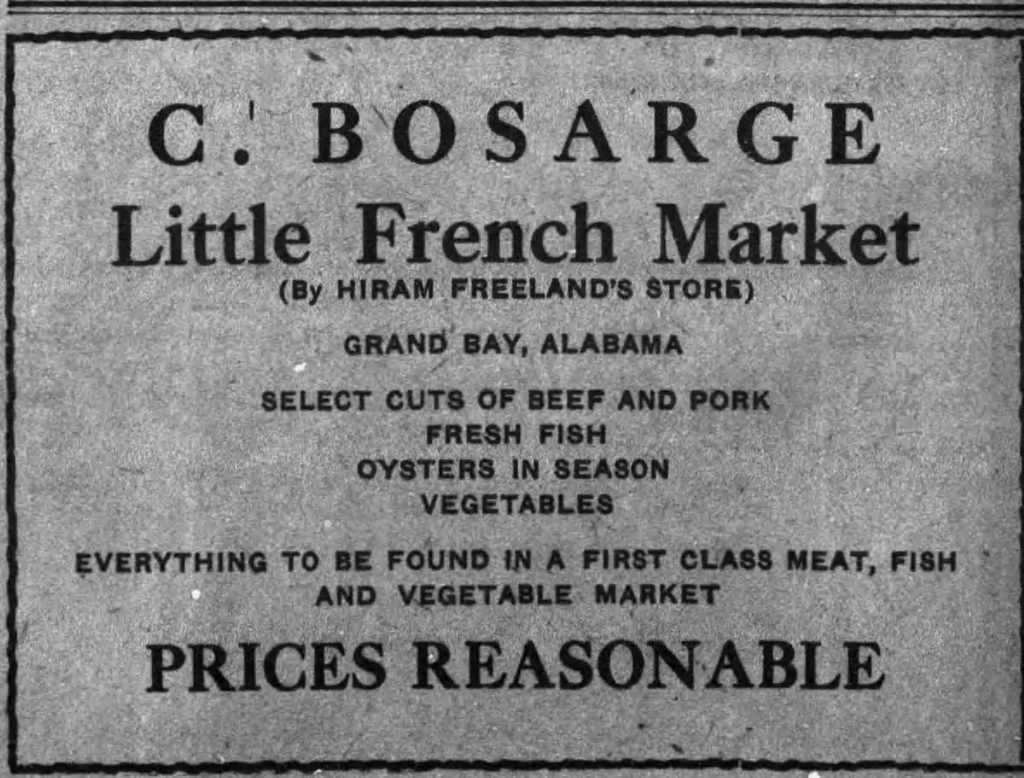 C. BOSARGE
Little French Market
(By HIRAM FREELAND'S STORE)
GRAND BAY, ALABAMA
SELECT CUTS OF BEEF AND PORK
FRESH FISH
OYSTERS IN SEASON
VEGETABLES
EVERYTHING TO BE FOUND IN A FIRST CLASS MEAT, FISH
AND VEGETABLE MARKET
PRICES REASONABLE